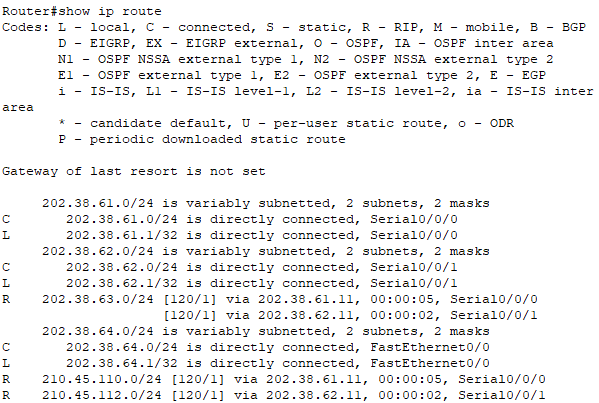 Router#show ip route
Codes: L - local, C - connected, S - static, R - RIP, M - mobile, B - BGP
       D - EIGRP, EX - EIGRP external, O - OSPF, IA - OSPF inter area
       N1 - OSPF NSSA external type 1, N2 - OSPF NSSA external type 2
       E1 - OSPF external type 1, E2 - OSPF external type 2, E - EGP
       i - IS-IS, L1 - IS-IS level-1, L2 - IS-IS level-2, ia - IS-IS inter
area
       * - candidate default, U - per-user static route, o - ODR
       P - periodic downloaded static route

Gateway of last resort is not set

     202.38.61.0/24 is variably subnetted, 2 subnets, 2 masks
C       202.38.61.0/24 is directly connected, Serial0/0/0
L       202.38.61.1/32 is directly connected, Serial0/0/0
     202.38.62.0/24 is variably subnetted, 2 subnets, 2 masks
C       202.38.62.0/24 is directly connected, Serial0/0/1
L       202.38.62.1/32 is directly connected, Serial0/0/1
R    202.38.63.0/24 [120/1] via 202.38.61.11, 00:00:05, Serial0/0/0
                    [120/1] via 202.38.62.11, 00:00:02, Serial0/0/1
     202.38.64.0/24 is variably subnetted, 2 subnets, 2 masks
C       202.38.64.0/24 is directly connected, FastEthernet0/0
L       202.38.64.1/32 is directly connected, FastEthernet0/0
R    210.45.110.0/24 [120/1] via 202.38.61.11, 00:00:05, Serial0/0/0
R    210.45.112.0/24 [120/1] via 202.38.62.11, 00:00:02, Serial0/0/1